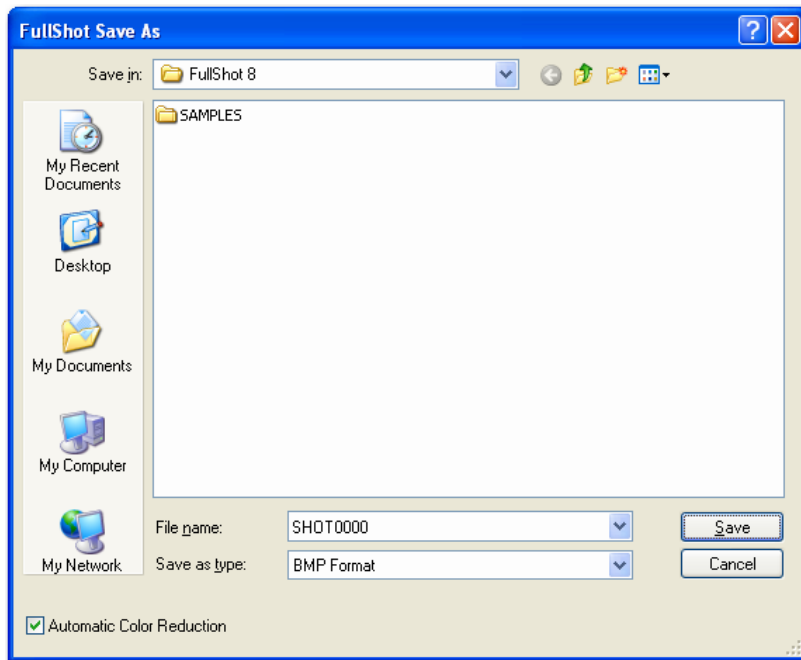 FullShot Save As
Save in:
FullShot 8
SAMPLES
My Recent
Documents
Desktop
My Documents
My Computer
My Network
File name:
SHOT0000
Save
Save as type:
BMP Format
Cancel
Automatic Color Reduction